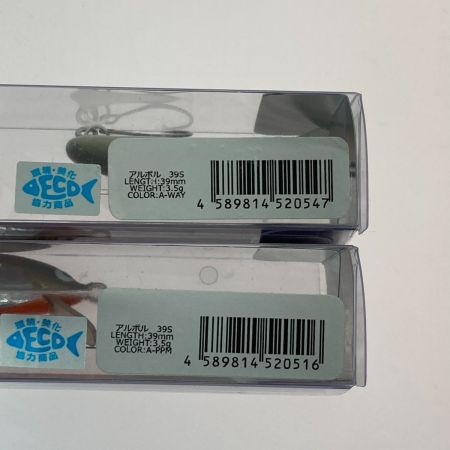 環境・美化
ECO
協力商品
アルボル 39S
LENGTH:39mm
WEIGHT:3.5g
COLOR:A-WAY
4 589814 520547
環境・美化
ECO
協力商品
アルボル 39S
LENGTH:39mm
WEIGHT:3.5g
COLOR:A-PPM
4 589814 520516